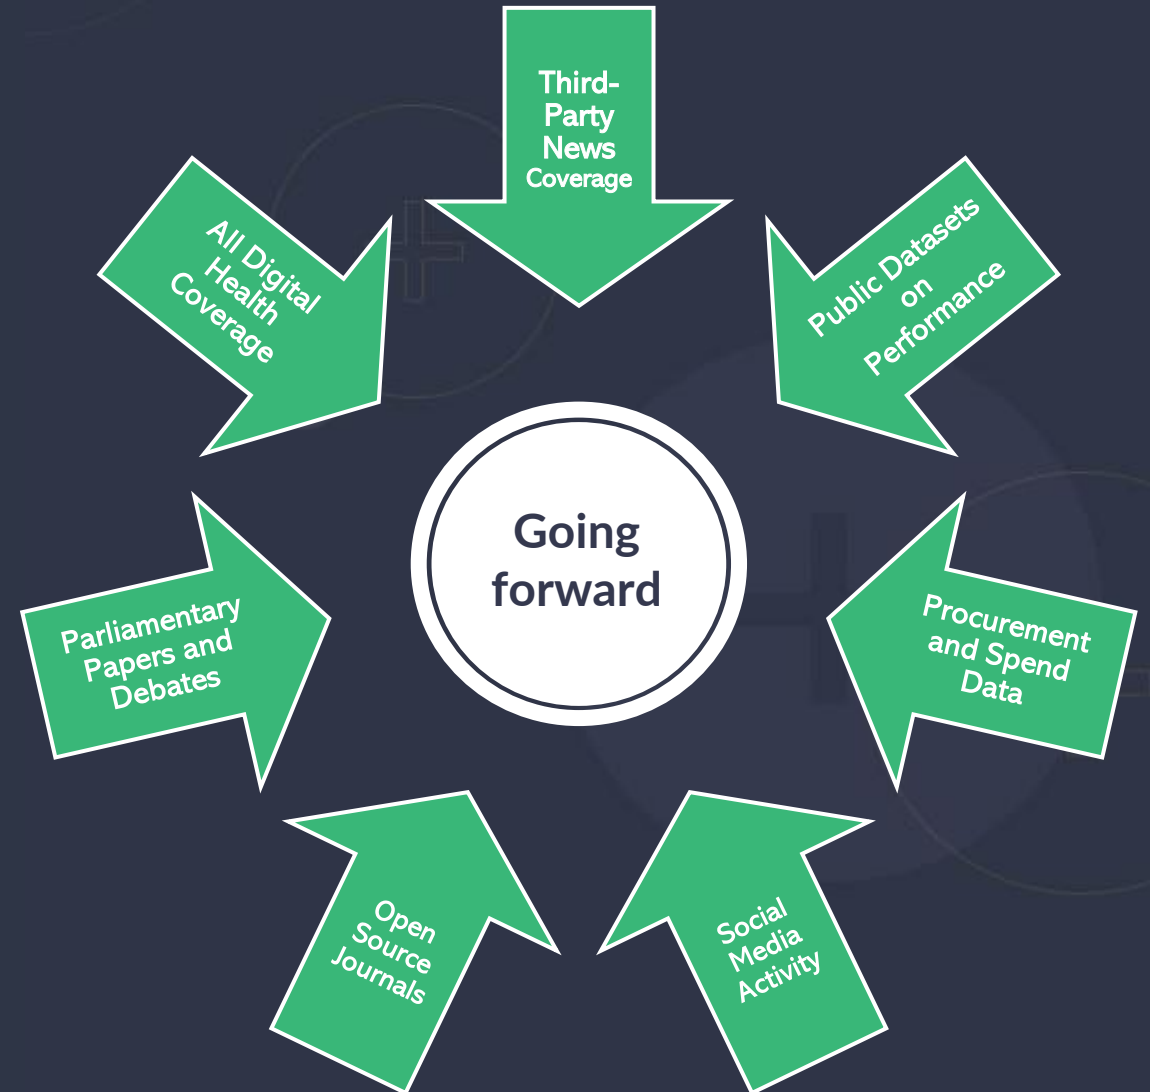 Third-
Party
News
Coverage
All Digital
Health
Coverage
Public Datasets
on
Performance
Going
forward
Parliamentary
Papers and
Debates
Procurement
and Spend
Data
Open
Source
Journals
Social
Media
Activity